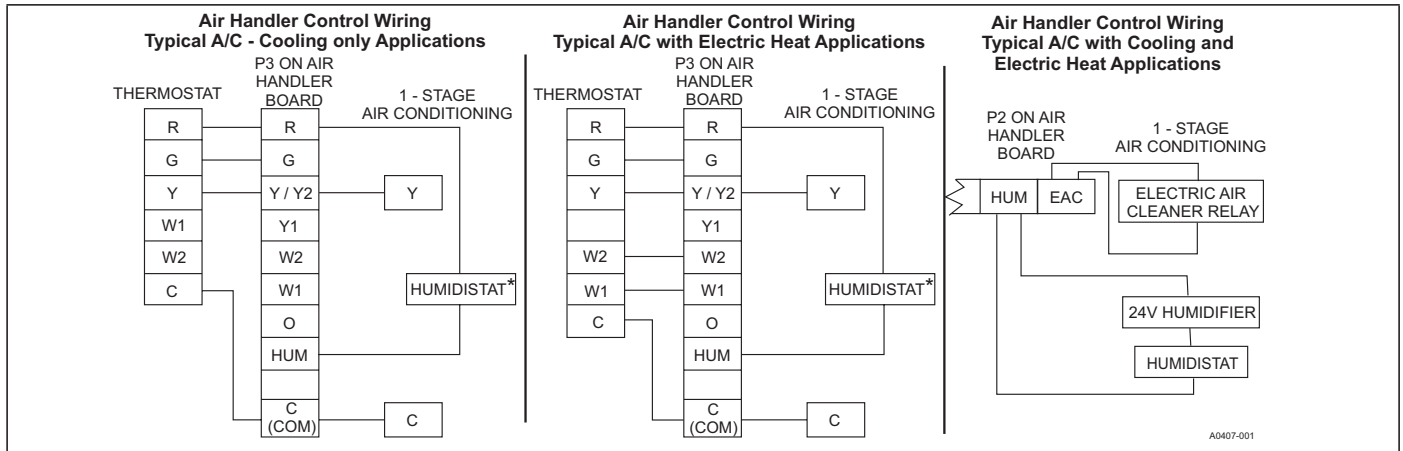 Air Handler Control Wiring
Typical A/C - Cooling only Applications
P3 ON AIR
HANDLER
BOARD
THERMOSTAT
1 - STAGE
AIR CONDITIONING
R
R
G
G
Y
Y / Y2
Y
W1
Y1
W2
W2
C
W1
HUMIDISTAT*
O
HUM
C
(COM)
C
Air Handler Control Wiring
Typical A/C with Electric Heat Applications
P3 ON AIR
HANDLER
BOARD
THERMOSTAT
1 - STAGE
AIR CONDITIONING
R
R
G
G
Y
Y / Y2
Y
Y1
W2
W2
W1
W1
HUMIDISTAT*
C
O
HUM
C
(COM)
C
Air Handler Control Wiring
Typical A/C with Cooling and
Electric Heat Applications
P2 ON AIR
HANDLER
BOARD
1 - STAGE
AIR CONDITIONING
HUM
EAC
ELECTRIC AIR
CLEANER RELAY
24V HUMIDIFIER
HUMIDISTAT
A0407-001